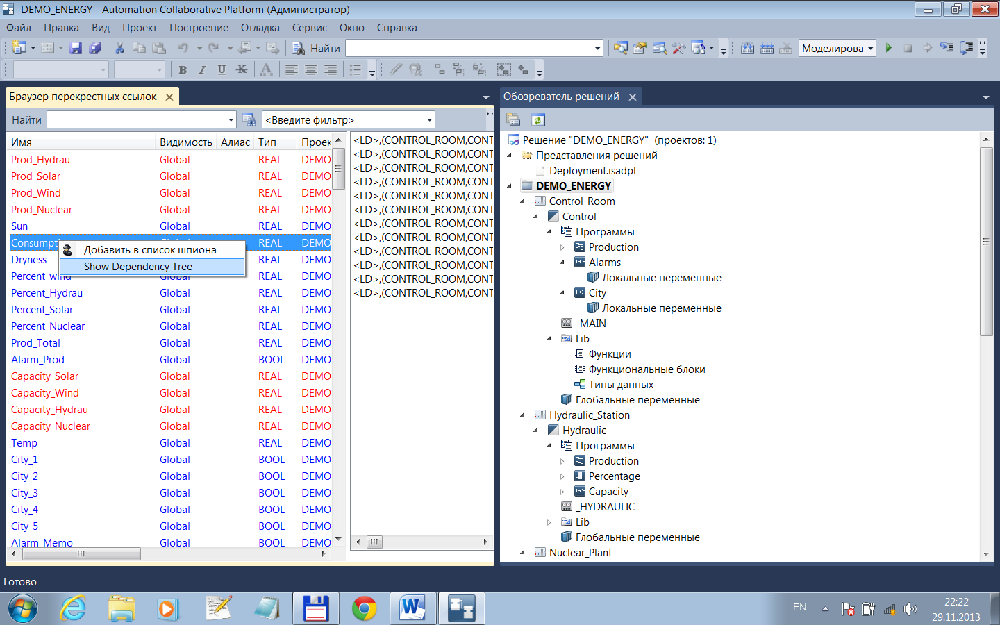 DEMO_ENERGY - Automation Collaborative Platform (Администратор)
Файл Правка Вид Проект Построение Отладка Сервис Окно Справка
Найти Моделирова
Браузер перекрестных ссылок
Найти <Введите фильтр>
Имя Видимость Алиас Тип Проек
Prod_Hydrau Global REAL DEMO
Prod_Solar Global REAL DEMO
Prod_Wind Global REAL DEMO
Prod_Nuclear Global REAL DEMO
Sun Global REAL DEMO
Consumpti REAL DEMO
Добавить в список шпиона
Show Dependency Tree
Dryness REAL DEMO
Percent_wind Global REAL DEMO
Percent_Hydrau Global REAL DEMO
Percent_Solar Global REAL DEMO
Percent_Nuclear Global REAL DEMO
Prod_Total Global REAL DEMO
Alarm_Prod Global BOOL DEMO
Capacity_Solar Global REAL DEMO
Capacity_Wind Global REAL DEMO
Capacity_Hydrau Global REAL DEMO
Capacity_Nuclear Global REAL DEMO
Temp Global REAL DEMO
City_1 Global BOOL DEMO
City_2 Global BOOL DEMO
City_3 Global BOOL DEMO
City_4 Global BOOL DEMO
City_5 Global BOOL DEMO
Alarm_Memo Global BOOL DEMO
<LD>,(CONTROL_ROOM,CONT
<LD>,(CONTROL_ROOM,CONT
<LD>,(CONTROL_ROOM,CONT
<LD>,(CONTROL_ROOM,CONT
<LD>,(CONTROL_ROOM,CONT
<LD>,(CONTROL_ROOM,CONT
<LD>,(CONTROL_ROOM,CONT
<LD>,(CONTROL_ROOM,CONT
<LD>,(CONTROL_ROOM,CONT
<LD>,(CONTROL_ROOM,CONT
<LD>,(CONTROL_ROOM,CONT
<LD>,(CONTROL_ROOM,CONT
Обозреватель решений
Решение "DEMO_ENERGY" (проектов: 1)
Представления решений
Deployment.isadpl
DEMO_ENERGY
Control_Room
Control
Программы
Production
Alarms
Локальные переменные
City
Локальные переменные
_MAIN
Lib
Функции
Функциональные блоки
Типы данных
Глобальные переменные
Hydraulic_Station
Hydraulic
Программы
Production
Percentage
Capacity
_HYDRAULIC
Lib
Глобальные переменные
Nuclear_Plant
Готово
EN 22:22
29.11.2013